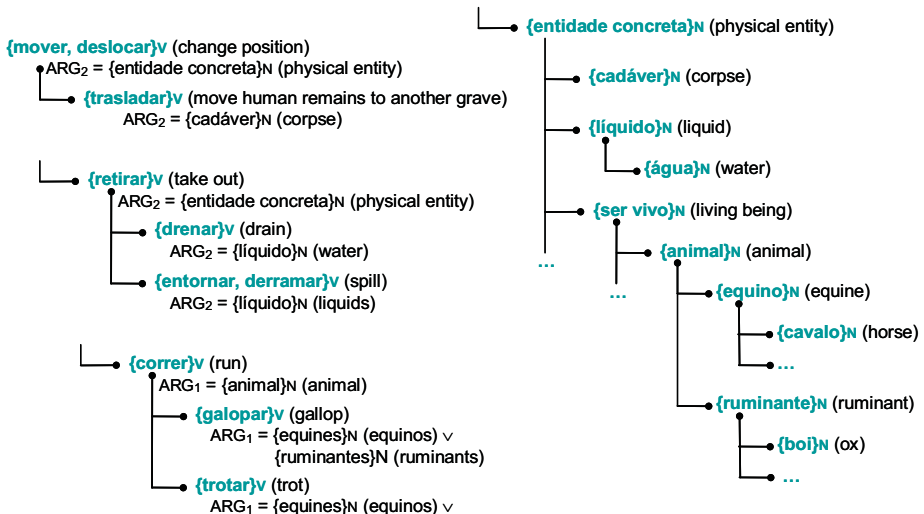 {mover, deslocar}V (change position)
ARG2 = {entidade concreta}N (physical entity)
{trasladar}V (move human remains to another grave)
ARG2 = {cadáver}N (corpse)
{retirar}V (take out)
ARG2 = {entidade concreta}N (physical entity)
{drenar}V (drain)
ARG2 = {líquido}N (water)
{entornar, derramar}V (spill)
ARG2 = {líquido}N (liquids)
{correr}V (run)
ARG1 = {animal}N (animal)
{galopar}V (gallop)
ARG1 = {equines}N (equinos) ∨
{ruminantes}N (ruminants)
{trotar}V (trot)
ARG1 = {equines}N (equinos) ∨
{entidade concreta}N (physical entity)
{cadáver}N (corpse)
{líquido}N (liquid)
{água}N (water)
{ser vivo}N (living being)
{animal}N (animal)
...
...
{equino}N (equine)
{cavalo}N (horse)
...
{ruminante}N (ruminant)
{boi}N (ox)
...